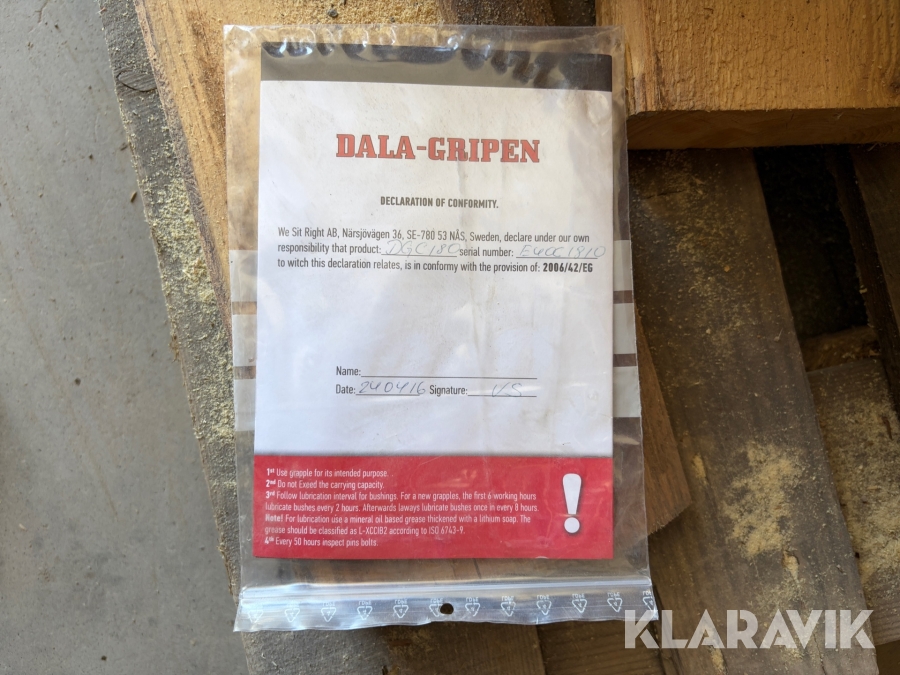 DALA-GRIPEN
DECLARATION OF CONFORMITY.
We Sit Right AB, Närsjövägen 36, SE-780 53 NÅS, Sweden, declare under our own
responsibility that product: DGC180 serial number:
to witch this declaration relates, is in conformy with the provision of: 2006/42/EG
Name:
Date: 240416 Signature: VS
1st Use grapple for its intended purpose.
2nd Do not Exeed the carrying capacity.
3rd Follow lubrication interval for bushings. For a new grapples, the first 6 working hours
lubricate bushes every 2 hours. Afterwards laways lubricate bushes once in every 8 hours.
Note! For lubrication use a mineral oil based grease thickened with a lithium soap. The
grease should be classified as L-XCCIB2 according to ISO 6743-9.
4th Every 50 hours inspect pins bolts.
!
KLARAVIK